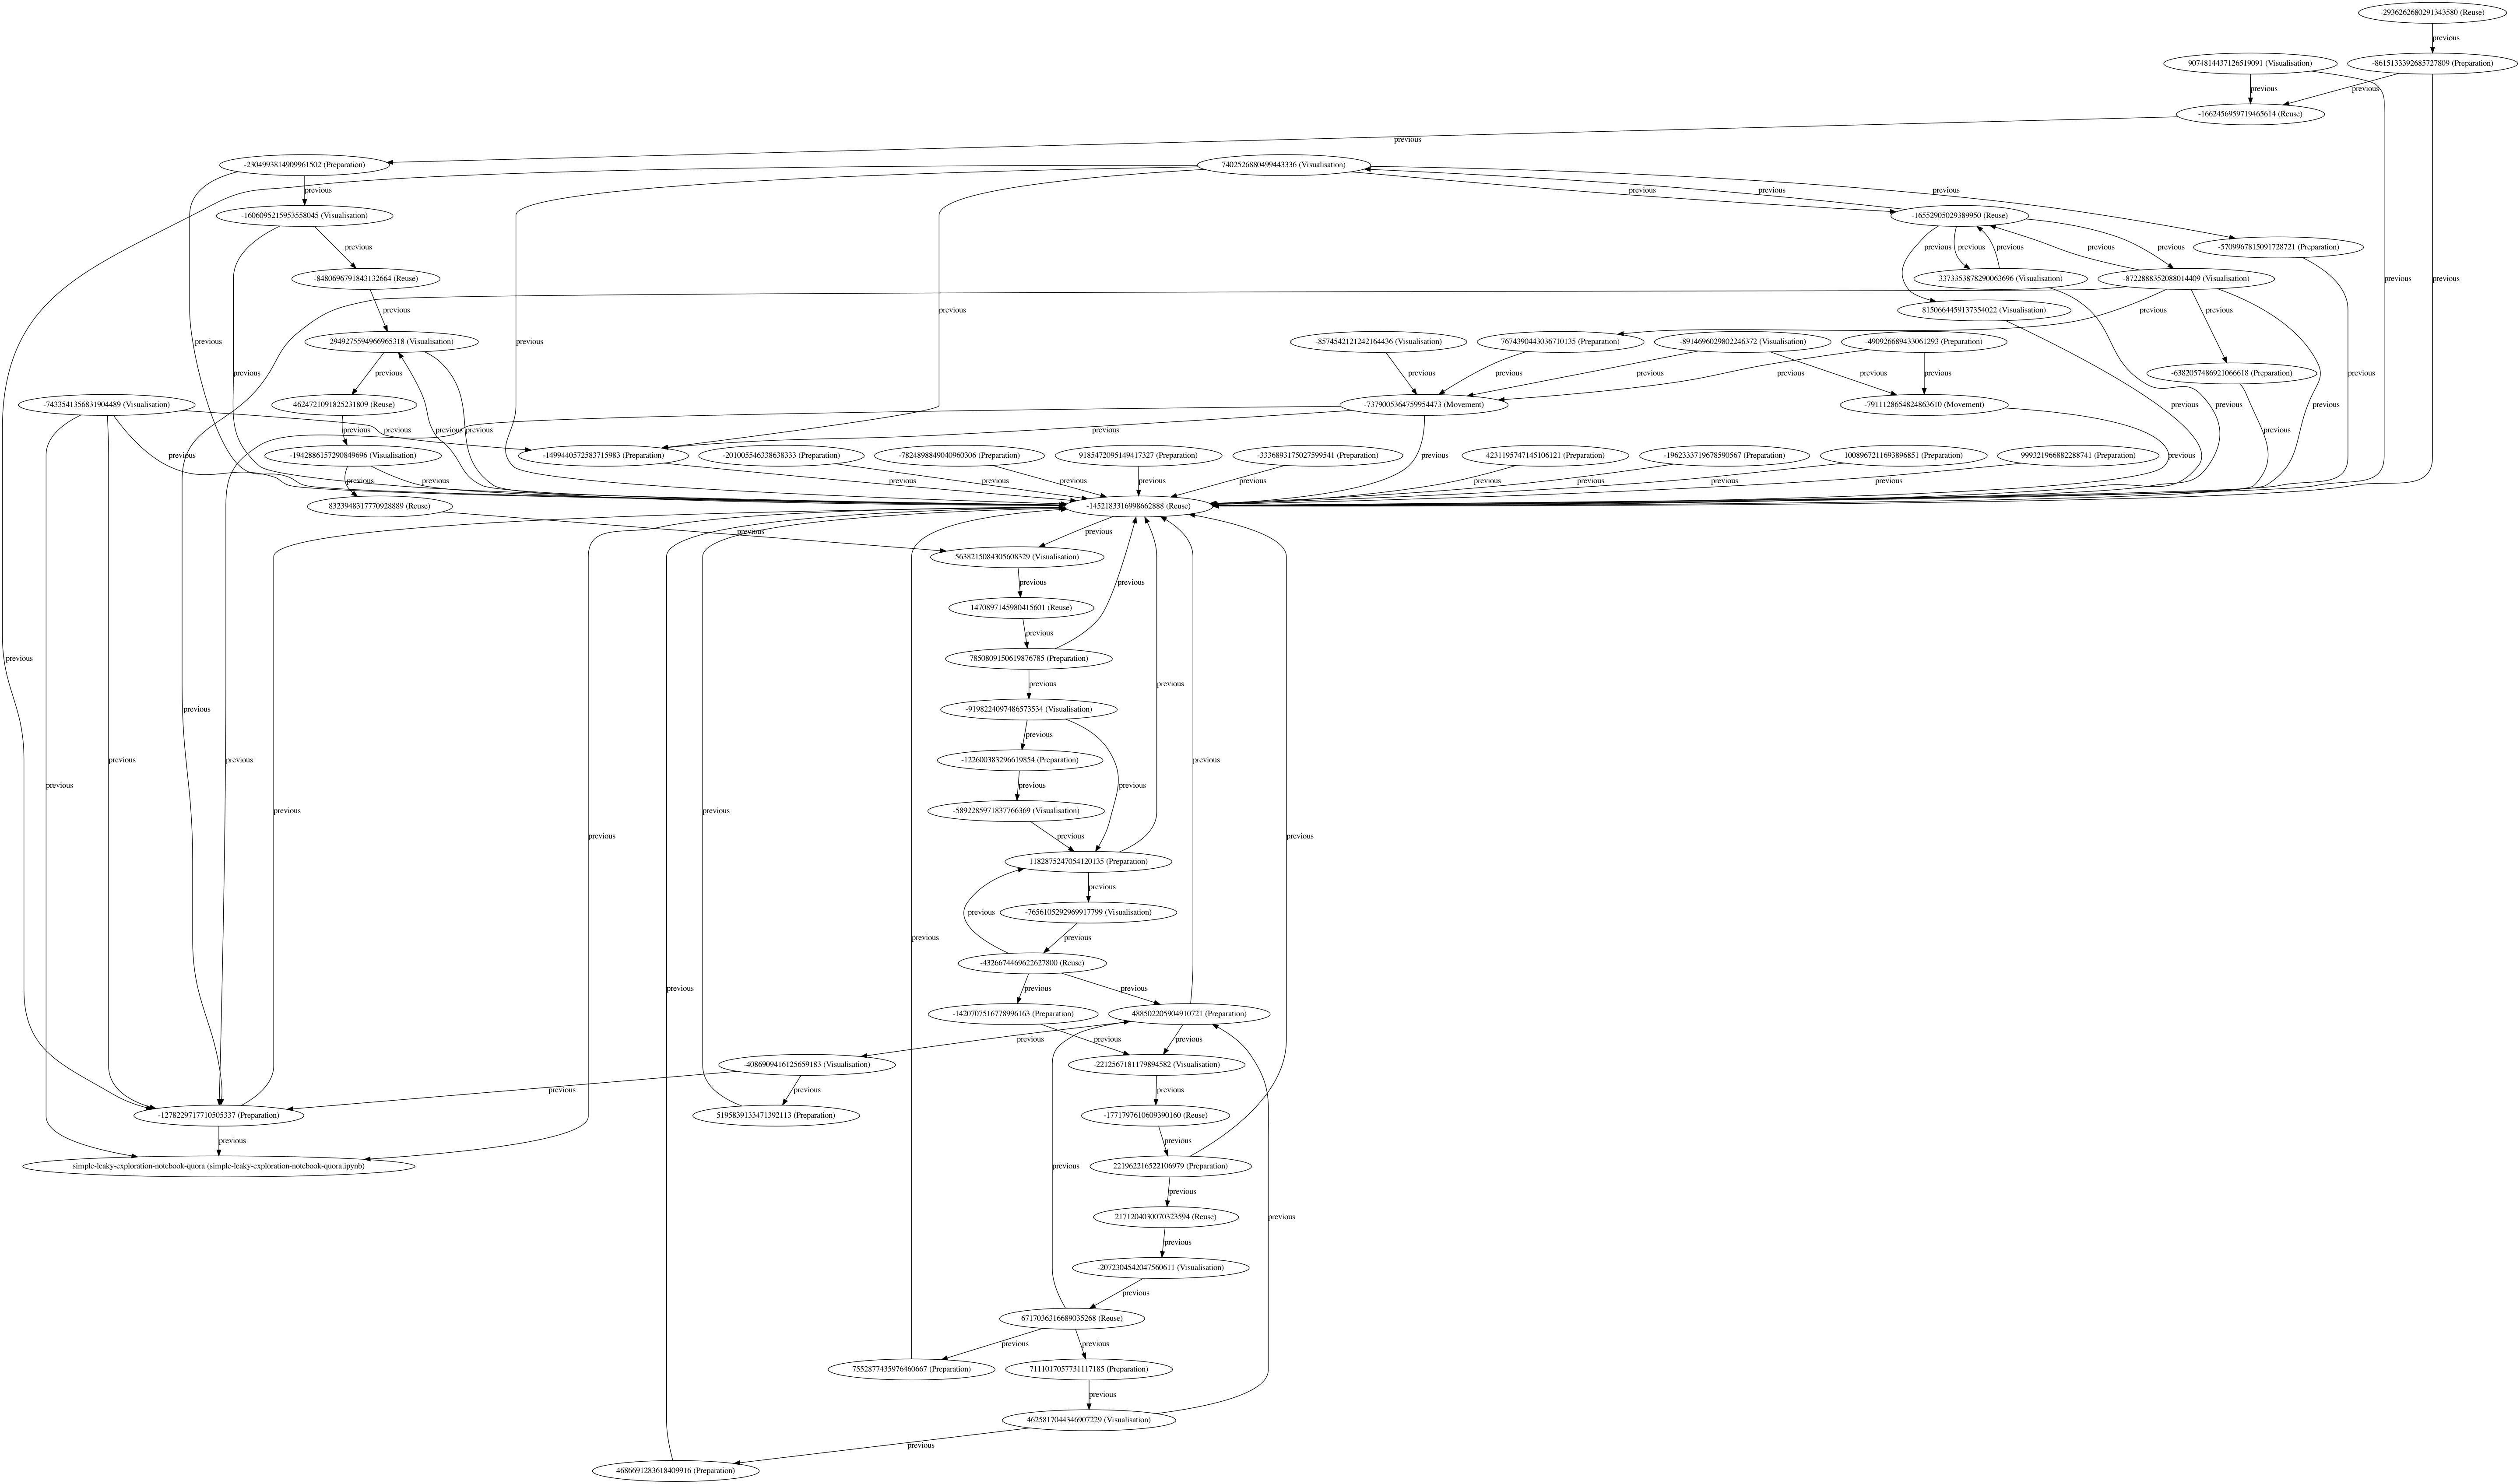 -2936262680291343580 (Reuse)
previous
9074814437126519091 (Visualisation)
-8615133392685727809 (Preparation)
previous
previous
-1662456959719465614 (Reuse)
previous
-2304993814909961502 (Preparation)
7402526880499443336 (Visualisation)
previous
previous
previous
previous
-1606095215953558045 (Visualisation)
-16552905029389950 (Reuse)
previous
previous
previous
previous
previous
-5709967815091728721 (Preparation)
-8480696791843132664 (Reuse)
3373353878290063696 (Visualisation)
-8722888352088014409 (Visualisation)
previous
previous
previous
previous
previous
previous
8150664459137354022 (Visualisation)
previous
previous
2949275594966965318 (Visualisation)
-8574542121242164436 (Visualisation)
7674390443036710135 (Preparation)
-8914696029802246372 (Visualisation)
-490926689433061293 (Preparation)
previous
previous
previous
previous
previous
previous
previous
previous
previous
-6382057486921066618 (Preparation)
-7433541356831904489 (Visualisation)
4624721091825231809 (Reuse)
-7379005364759954473 (Movement)
-7911128654824863610 (Movement)
previous
previous
previous
previous
previous
previous
previous
previous
previous
previous
-1942886157290849696 (Visualisation)
-1499440572583715983 (Preparation)
-201005546338638333 (Preparation)
-7824898849040960306 (Preparation)
9185472095149417327 (Preparation)
-3336893175027599541 (Preparation)
4231195747145106121 (Preparation)
-1962333719678590567 (Preparation)
1008967211693896851 (Preparation)
999321966882288741 (Preparation)
previous
previous
previous
previous
previous
previous
previous
previous
previous
previous
previous
previous
previous
previous
8323948317770928889 (Reuse)
-1452183316998662888 (Reuse)
previous
previous
5638215084305608329 (Visualisation)
previous
previous
1470897145980415601 (Reuse)
previous
previous
7850809150619876785 (Preparation)
previous
previous
-9198224097486573534 (Visualisation)
previous
previous
previous
previous
-122600383296619854 (Preparation)
previous
previous
previous
previous
-5892285971837766369 (Visualisation)
previous
previous
previous
previous
previous
1182875247054120135 (Preparation)
previous
previous
-7656105292969917799 (Visualisation)
previous
previous
-4326674469622627800 (Reuse)
previous
previous
previous
-1420707516778996163 (Preparation)
488502205904910721 (Preparation)
previous
previous
previous
-4086909416125659183 (Visualisation)
-2212567181179894582 (Visualisation)
previous
previous
previous
-1278229717710505337 (Preparation)
5195839133471392113 (Preparation)
-1771797610609390160 (Reuse)
previous
previous
simple-leaky-exploration-notebook-quora (simple-leaky-exploration-notebook-quora.ipynb)
previous
221962216522106979 (Preparation)
previous
2171204030070323594 (Reuse)
previous
previous
-2072304542047560611 (Visualisation)
previous
6717036316689035268 (Reuse)
previous
previous
7552877435976460667 (Preparation)
7111017057731117185 (Preparation)
previous
4625817044346907229 (Visualisation)
previous
4686691283618409916 (Preparation)